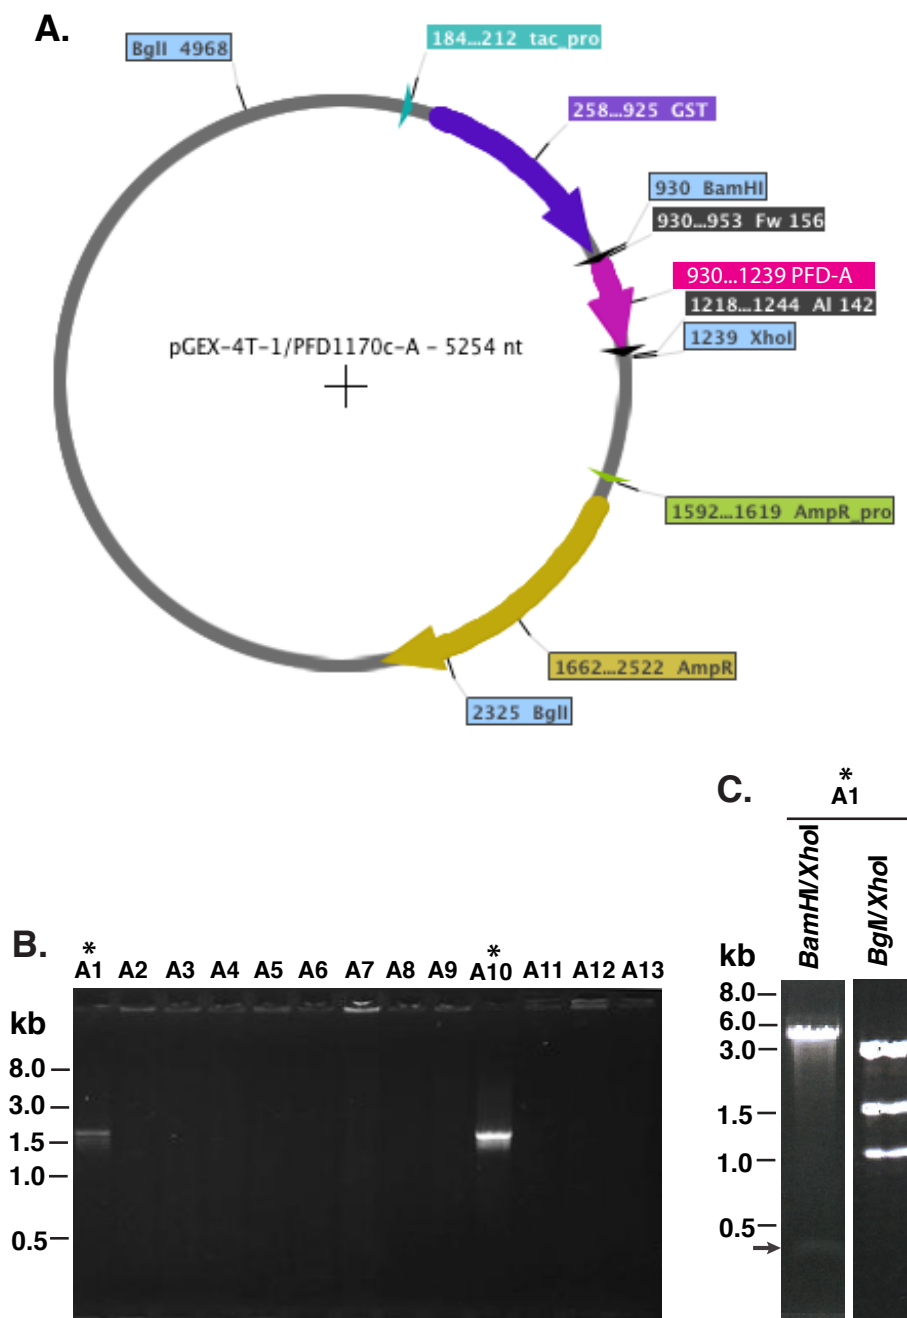 A.
BglI 4968
184...212 tac_pro
258...925 GST
930 BamHI
930...953 Fw 156
930...1239 PFD-A
1218...1244 Al 142
1239 XhoI
pGEX-4T-1/PFD1170c-A - 5254 nt
1592...1619 AmpR_pro
1662...2522 AmpR
2325 BglI
C.
*
A1
BamHI/XhoI
BglI/XhoI
kb
8.0
6.0
3.0
1.5
1.0
0.5
B.
* *
A1 A2 A3 A4 A5 A6 A7 A8 A9 A10 A11 A12 A13
kb
8.0
3.0
1.5
1.0
0.5